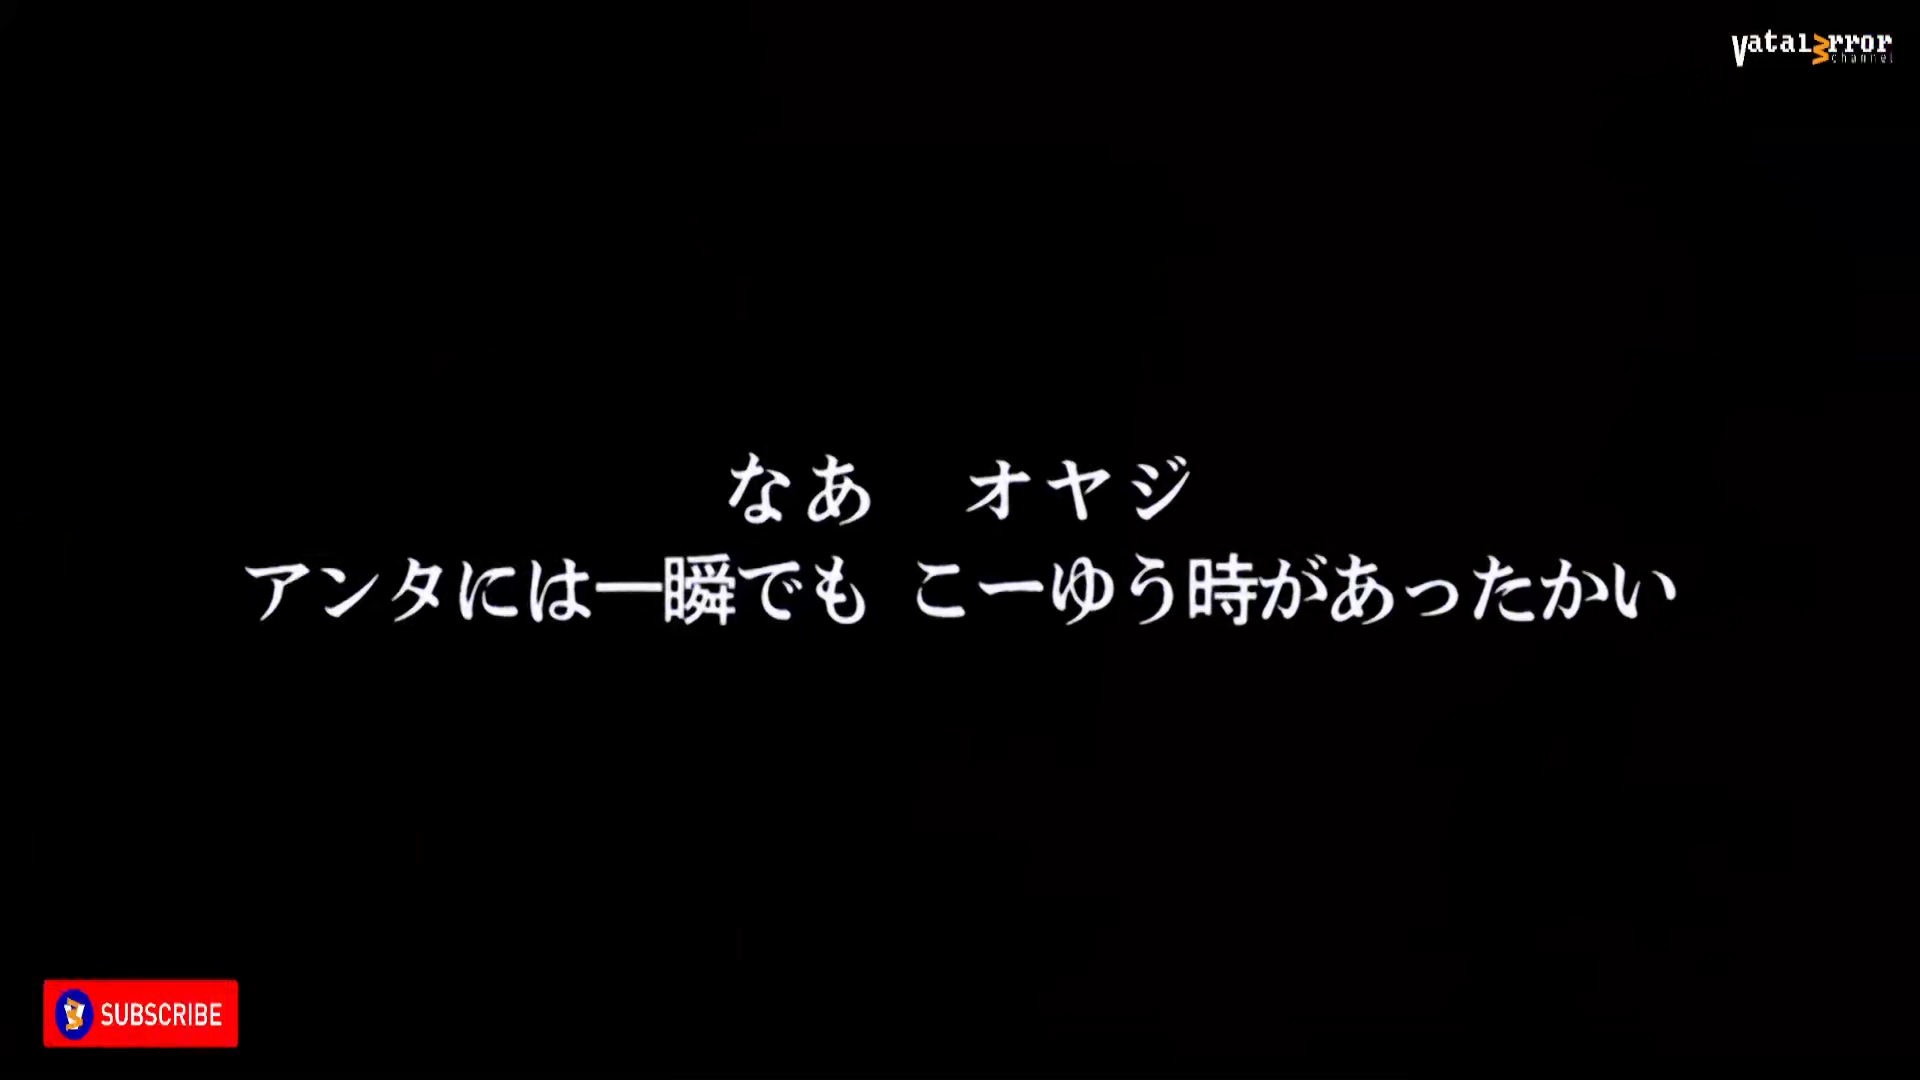 Vatalerror
channel
なあ　オヤジ
アンタには一瞬でも こーゆう時があったかい
SUBSCRIBE